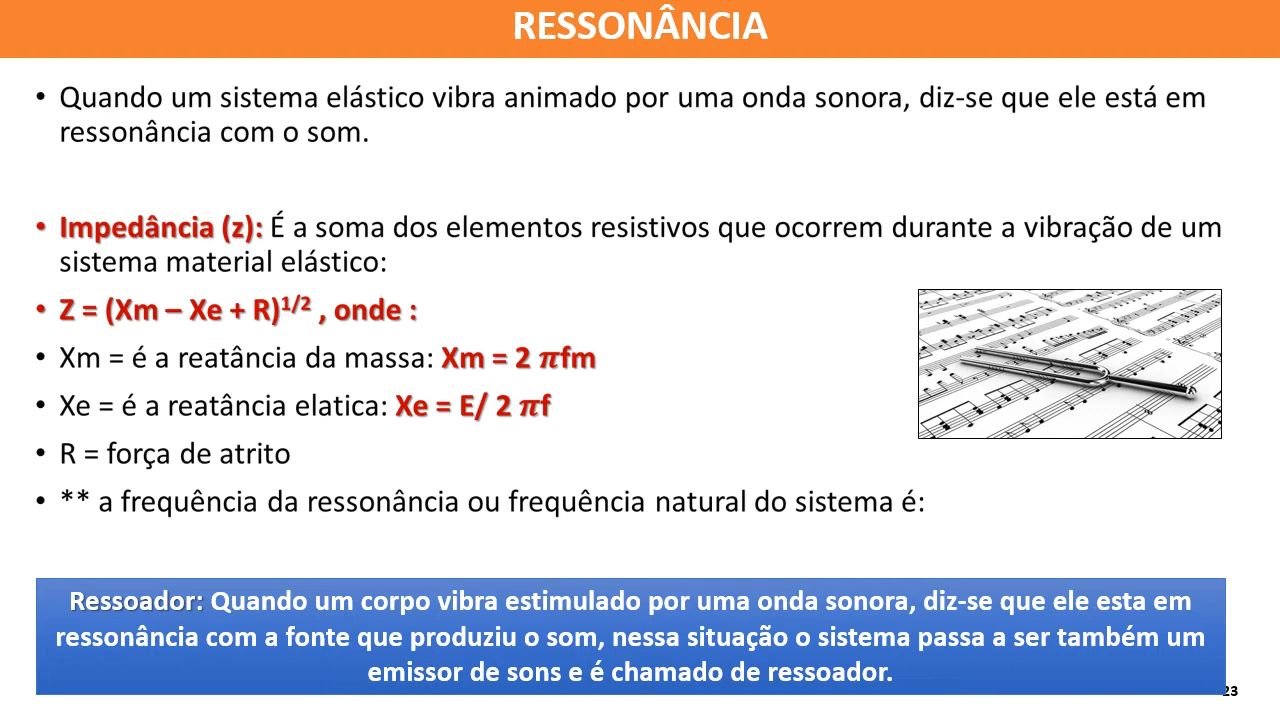 RESSONÂNCIA
• Quando um sistema elástico vibra animado por uma onda sonora, diz-se que ele está em
ressonância com o som.
• Impedância (z): É a soma dos elementos resistivos que ocorrem durante a vibração de um
sistema material elástico:
• Z = (Xm – Xe + R)^1/2 , onde :
• Xm = é a reatância da massa: Xm = 2 𝝅fm
• Xe = é a reatância elatica: Xe = E/ 2 𝝅f
• R = força de atrito
• ** a frequência da ressonância ou frequência natural do sistema é:
Ressoador: Quando um corpo vibra estimulado por uma onda sonora, diz-se que ele esta em
ressonância com a fonte que produziu o som, nessa situação o sistema passa a ser também um
emissor de sons e é chamado de ressoador.
23